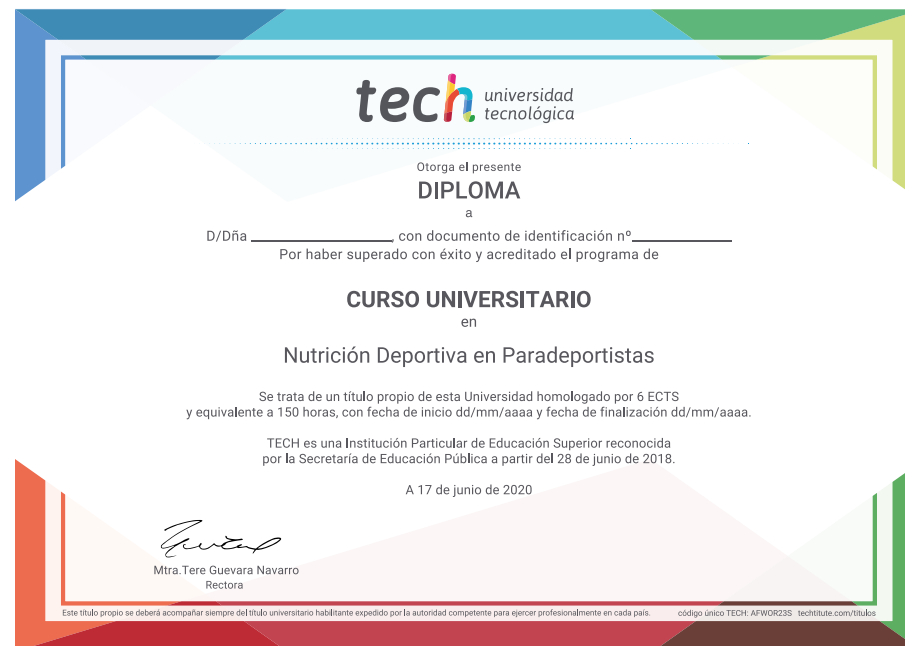 tech universidad
tecnológica
Otorga el presente
DIPLOMA
a
D/Dña ________________, con documento de identificación nº____________
Por haber superado con éxito y acreditado el programa de
CURSO UNIVERSITARIO
en
Nutrición Deportiva en Paradeportistas
Se trata de un título propio de esta Universidad homologado por 6 ECTS
y equivalente a 150 horas, con fecha de inicio dd/mm/aaaa y fecha de finalización dd/mm/aaaa.
TECH es una Institución Particular de Educación Superior reconocida
por la Secretaría de Educación Pública a partir del 28 de junio de 2018.
A 17 de junio de 2020
Mtra.Tere Guevara Navarro
Rectora
Este título propio se deberá acompañar siempre del título universitario habilitante expedido por la autoridad competente para ejercer profesionalmente en cada país. código único TECH: AFWOR23S techtitute.com/titulos